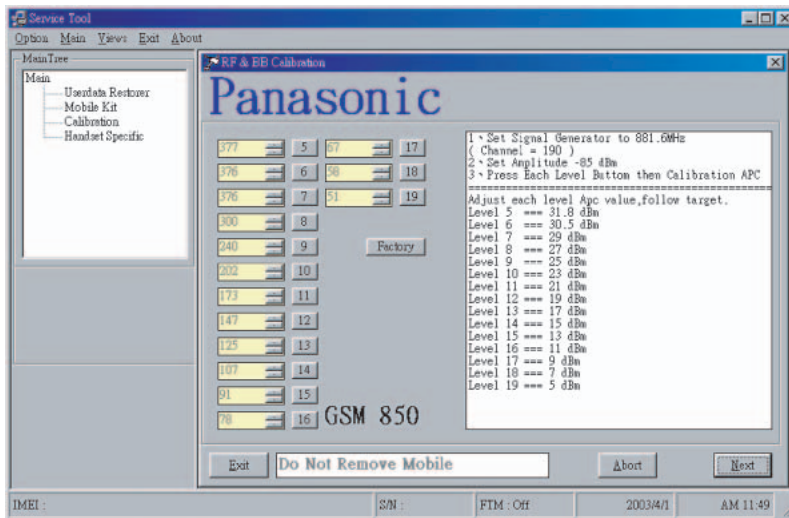 Service Tool
Option Main Views Exit About
MainTree
Main
Userdata Restorer
Mobile Kit
Calibration
Handset Specific
RF & BB Calibration
Panasonic
377 5 67 17
376 6 58 18
376 7 51 19
300 8
240 9 Factory
202 10
173 11
147 12
125 13
107 14
91 15
78 16
GSM 850
1、Set Signal Generator to 881.6MHz
( Channel = 190 )
2、Set Amplitude -85 dBm
3、Press Each Level Buttom then Calibration APC
Adjust each level Apc value,follow target.
Level 5 === 31.8 dBm
Level 6 === 30.5 dBm
Level 7 === 29 dBm
Level 8 === 27 dBm
Level 9 === 25 dBm
Level 10 === 23 dBm
Level 11 === 21 dBm
Level 12 === 19 dBm
Level 13 === 17 dBm
Level 14 === 15 dBm
Level 15 === 13 dBm
Level 16 === 11 dBm
Level 17 === 9 dBm
Level 18 === 7 dBm
Level 19 === 5 dBm
Exit Do Not Remove Mobile Abort Next
IMEI : S/N : FTM : Off 2003/4/1 AM 11:49